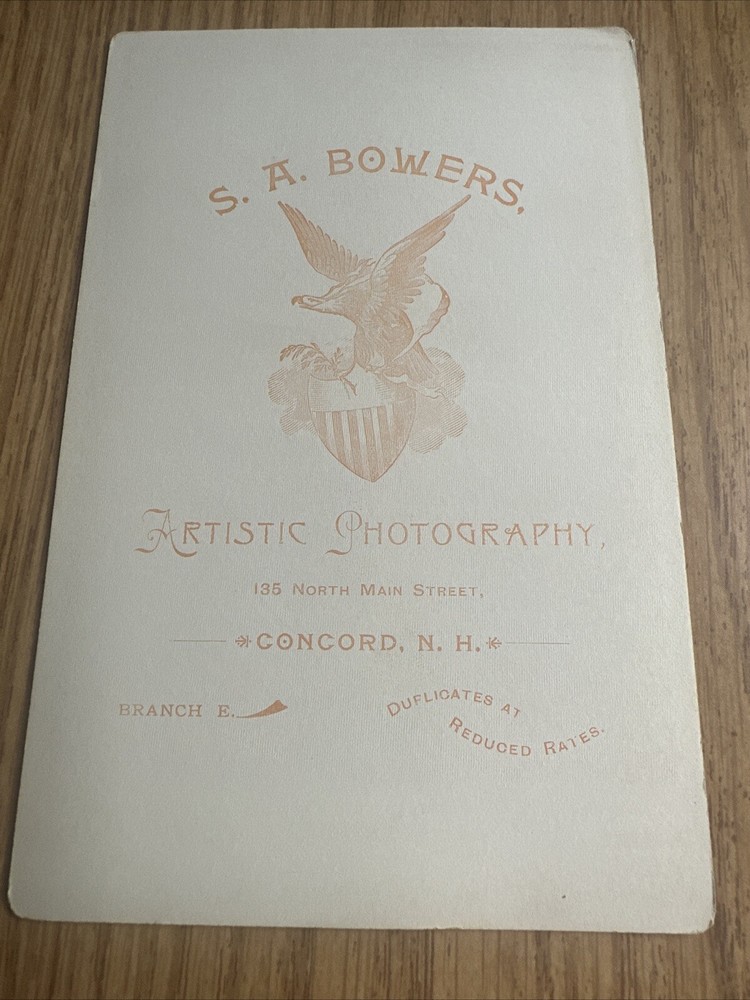 S. A. BOWERS,
ARTISTIC PHOTOGRAPHY,
135 NORTH MAIN STREET,
CONCORD, N. H.
BRANCH E.
DUPLICATES AT
REDUCED RATES.